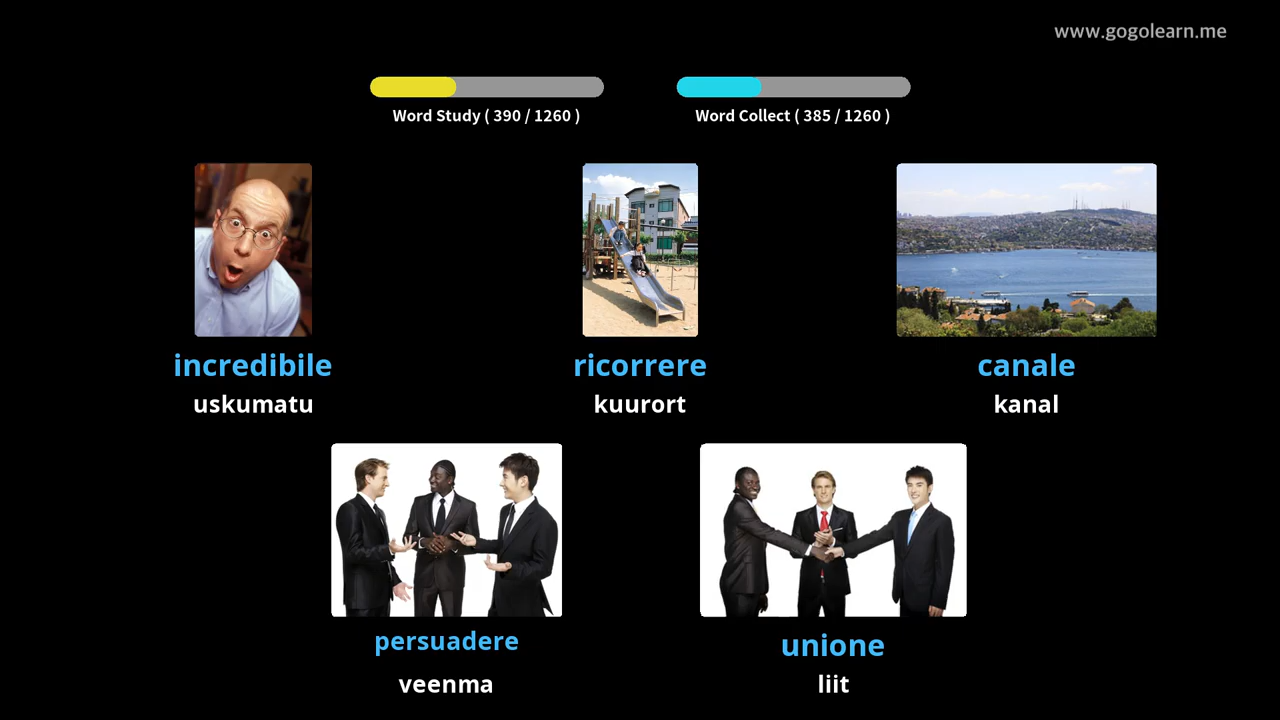 www.gogolearn.me
Word Study ( 390 / 1260 )
Word Collect ( 385 / 1260 )
incredibile
ricorrere
canale
uskumatu
kuurort
kanal
persuadere
unione
veenma
liit